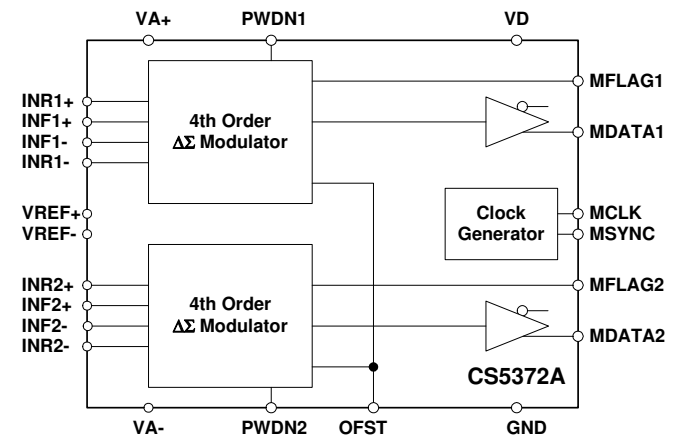 VA+ PWDN1 VD
INR1+
INF1+
INF1-
INR1-
4th Order
ΔΣ Modulator
MFLAG1
MDATA1
VREF+
VREF-
Clock
Generator
MCLK
MSYNC
INR2+
INF2+
INF2-
INR2-
4th Order
ΔΣ Modulator
MFLAG2
MDATA2
CS5372A
VA- PWDN2 OFST GND